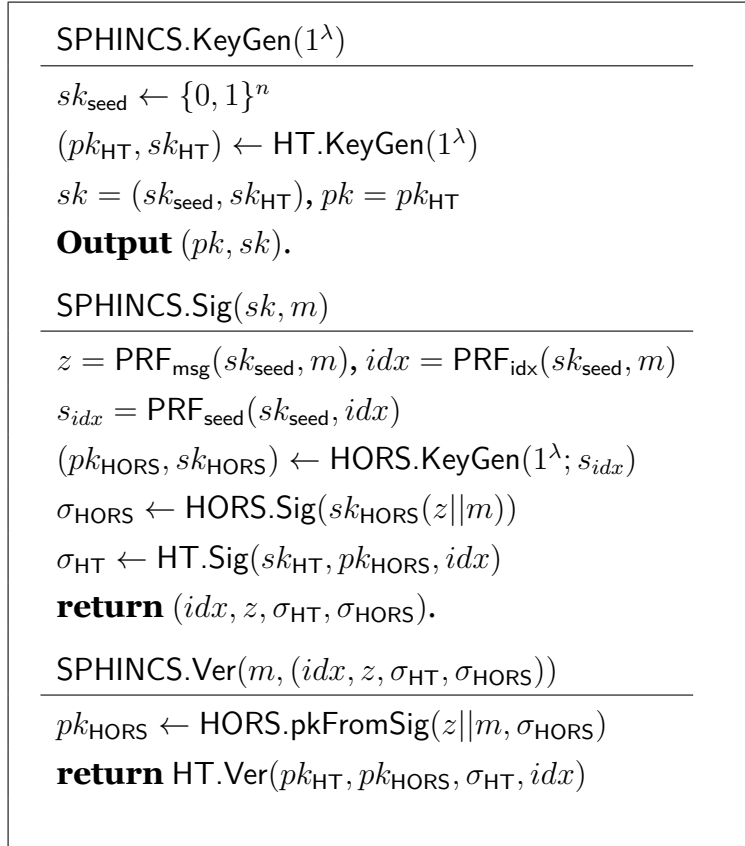 SPHINCS.KeyGen(1^λ)
sk_seed ← {0, 1}^n
(pk_HT, sk_HT) ← HT.KeyGen(1^λ)
sk = (sk_seed, sk_HT), pk = pk_HT
Output (pk, sk).
SPHINCS.Sig(sk, m)
z = PRF_msg(sk_seed, m), idx = PRF_idx(sk_seed, m)
s_idx = PRF_seed(sk_seed, idx)
(pk_HORS, sk_HORS) ← HORS.KeyGen(1^λ; s_idx)
σ_HORS ← HORS.Sig(sk_HORS(z||m))
σ_HT ← HT.Sig(sk_HT, pk_HORS, idx)
return (idx, z, σ_HT, σ_HORS).
SPHINCS.Ver(m, (idx, z, σ_HT, σ_HORS))
pk_HORS ← HORS.pkFromSig(z||m, σ_HORS)
return HT.Ver(pk_HT, pk_HORS, σ_HT, idx)